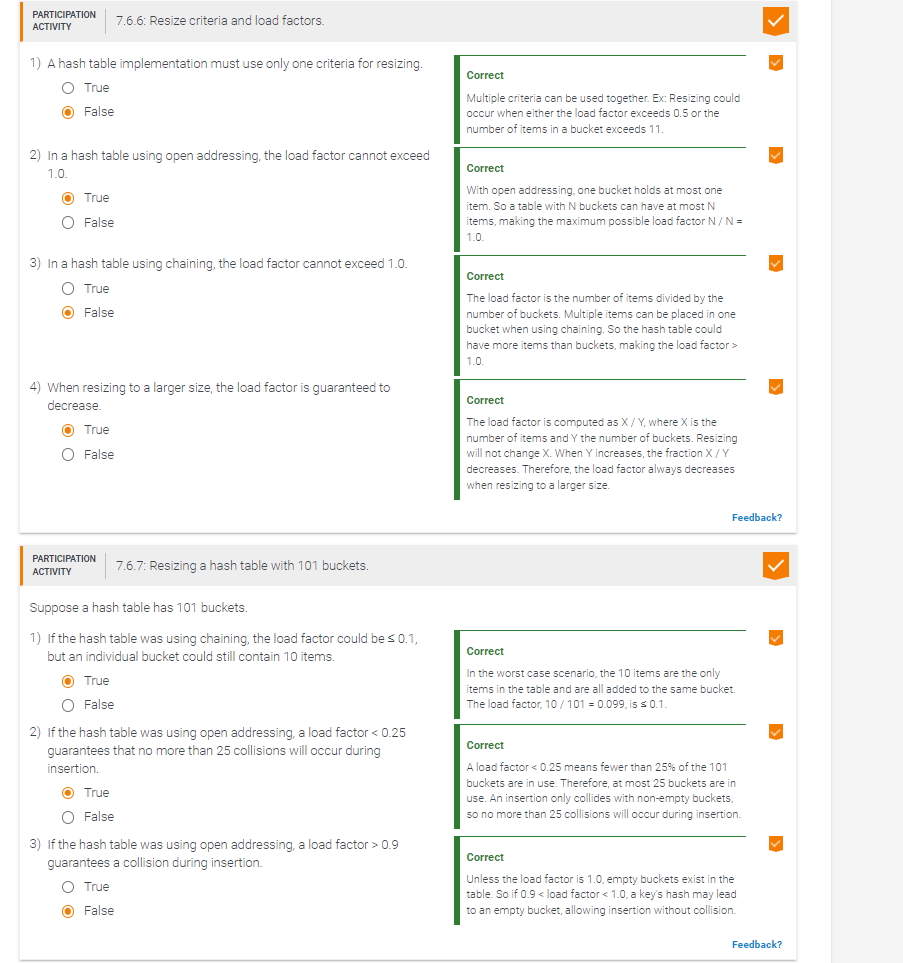 PARTICIPATION
ACTIVITY
7.6.6: Resize criteria and load factors.
1) A hash table implementation must use only one criteria for resizing.
True
False
Correct
Multiple criteria can be used together. Ex: Resizing could
occur when either the load factor exceeds 0.5 or the
number of items in a bucket exceeds 11.
2) In a hash table using open addressing, the load factor cannot exceed
1.0.
True
False
Correct
With open addressing, one bucket holds at most one
item. So a table with N buckets can have at most N
items, making the maximum possible load factor N / N =
1.0.
3) In a hash table using chaining, the load factor cannot exceed 1.0.
True
False
Correct
The load factor is the number of items divided by the
number of buckets. Multiple items can be placed in one
bucket when using chaining. So the hash table could
have more items than buckets, making the load factor >
1.0.
4) When resizing to a larger size, the load factor is guaranteed to
decrease.
True
False
Correct
The load factor is computed as X / Y, where X is the
number of items and Y the number of buckets. Resizing
will not change X. When Y increases, the fraction X / Y
decreases. Therefore, the load factor always decreases
when resizing to a larger size.
Feedback?
PARTICIPATION
ACTIVITY
7.6.7: Resizing a hash table with 101 buckets.
Suppose a hash table has 101 buckets.
1) If the hash table was using chaining, the load factor could be ≤ 0.1,
but an individual bucket could still contain 10 items.
True
False
Correct
In the worst case scenario, the 10 items are the only
items in the table and are all added to the same bucket.
The load factor, 10 / 101 = 0.099, is ≤ 0.1.
2) If the hash table was using open addressing, a load factor < 0.25
guarantees that no more than 25 collisions will occur during
insertion.
True
False
Correct
A load factor < 0.25 means fewer than 25% of the 101
buckets are in use. Therefore, at most 25 buckets are in
use. An insertion only collides with non-empty buckets,
so no more than 25 collisions will occur during insertion.
3) If the hash table was using open addressing, a load factor > 0.9
guarantees a collision during insertion.
True
False
Correct
Unless the load factor is 1.0, empty buckets exist in the
table. So if 0.9 < load factor < 1.0, a key's hash may lead
to an empty bucket, allowing insertion without collision.
Feedback?